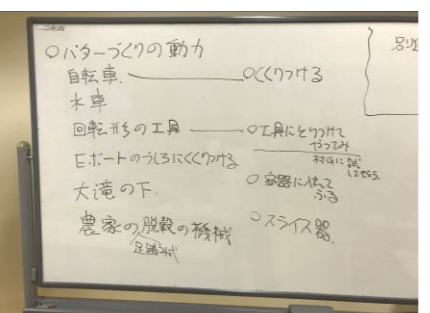 ○バターづくりの動力
自転車 ――― ○くくりつける
水車
回転形の工具 ――― ○工具にとりつけて
やってみ
Eボートのうしろにくくりつける
大滝の下
○容器に入れて
ふる
農家の脱穀の機械
足踏み式
○スライス器